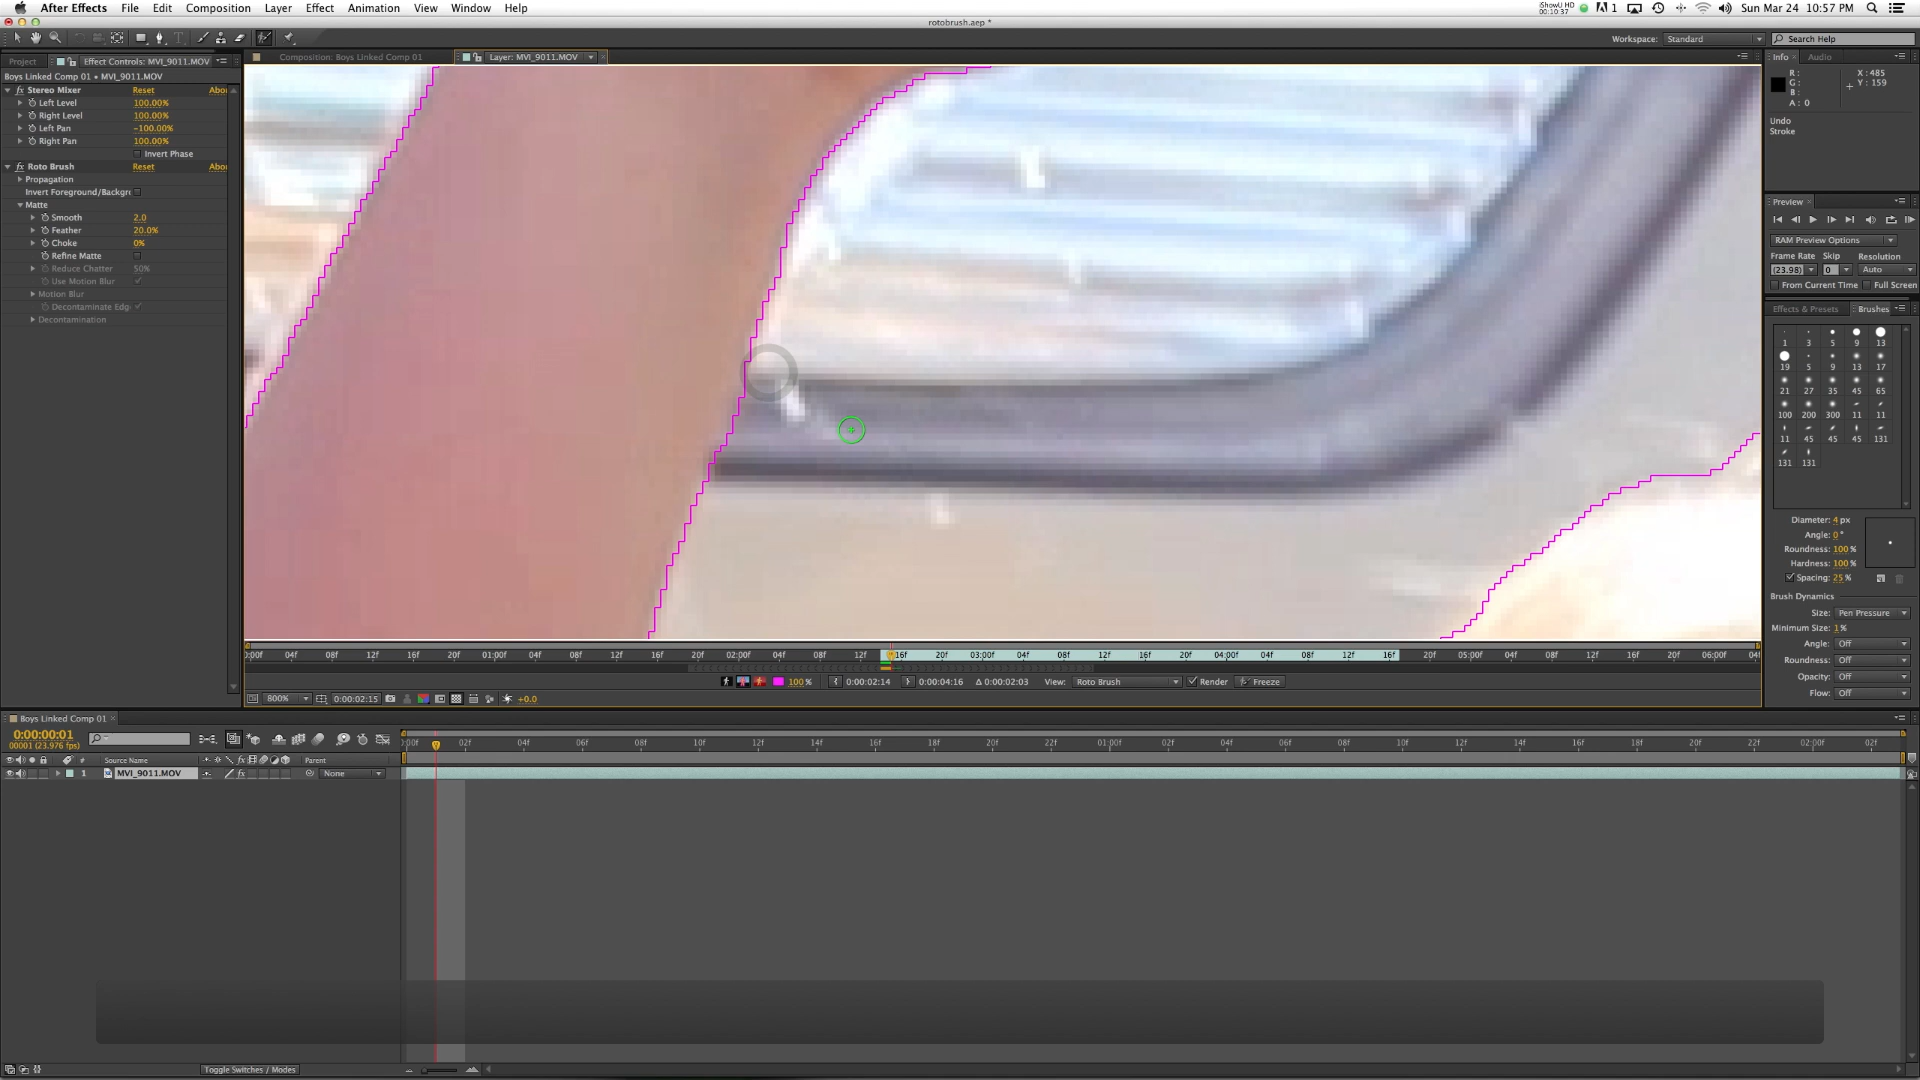 After Effects File Edit Composition Layer Effect Animation View Window Help
iShowU HD 00:10:37 1 Sun Mar 24 10:57 PM
rotobrush.aep *
Workspace: Standard Search Help
Project Effect Controls: MVI_9011.MOV Composition: Boys Linked Comp 01 Layer: MVI_9011.MOV
Boys Linked Comp 01 • MVI_9011.MOV
fx Stereo Mixer Reset Abou
Left Level 100.00%
Right Level 100.00%
Left Pan -100.00%
Right Pan 100.00%
Invert Phase
fx Roto Brush Reset Abou
Propagation
Invert Foreground/Backgro
Matte
Smooth 2.0
Feather 20.0%
Choke 0%
Refine Matte
Reduce Chatter 50%
Use Motion Blur
Motion Blur
Decontaminate Edg
Decontamination
Info Audio
R: X : 485
G: Y : 159
B:
A : 0
Undo
Stroke
Preview
RAM Preview Options
Frame Rate Skip Resolution
(23.98) 0 Auto
From Current Time Full Screen
Effects & Presets Brushes
1 3 5 9 13
19 5 9 13 17
21 27 35 45 65
100 200 300 11 11
11 45 45 45 131
131 131
Diameter: 4 px
Angle: 0 °
Roundness: 100 %
Hardness: 100 %
Spacing: 25 %
Brush Dynamics
Size: Pen Pressure
Minimum Size: 1 %
Angle: Off
Roundness: Off
Opacity: Off
Flow: Off
0:00f 04f 08f 12f 16f 20f 01:00f 04f 08f 12f 16f 20f 02:00f 04f 08f 12f 16f 20f 03:00f 04f 08f 12f 16f 20f 04:00f 04f 08f 12f 16f 20f 05:00f 04f 08f 12f 16f 20f 06:00f 04f
100 % 0:00:02:14 0:00:04:16 Δ 0:00:02:03 View: Roto Brush Render Freeze
800% 0:00:02:15 +0.0
Boys Linked Comp 01
0:00:00:01
00001 (23.976 fps)
0:00f 02f 04f 06f 08f 10f 12f 14f 16f 18f 20f 22f 01:00f 02f 04f 06f 08f 10f 12f 14f 16f 18f 20f 22f 02:00f 02f
# Source Name fx Parent
1 MVI_9011.MOV fx None
Toggle Switches / Modes